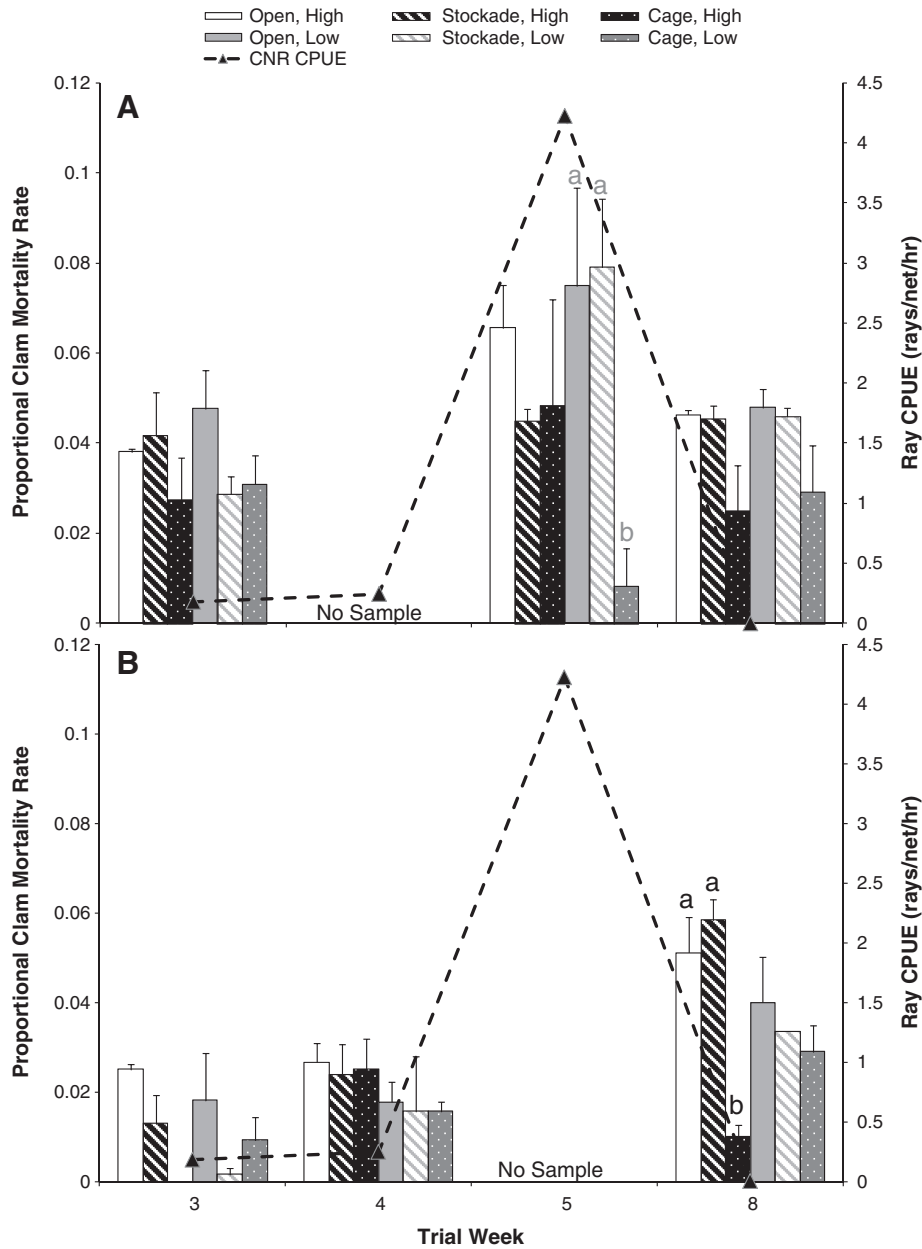 Open, High Stockade, High Cage, High
Open, Low Stockade, Low Cage, Low
CNR CPUE
A
0.12
0.1
0.08
0.06
0.04
0.02
0
Proportional Clam Mortality Rate
4.5
4
3.5
3
2.5
2
1.5
1
0.5
0
Ray CPUE (rays/net/hr)
a a
b
No Sample
B
0.12
0.1
0.08
0.06
0.04
0.02
0
Proportional Clam Mortality Rate
4.5
4
3.5
3
2.5
2
1.5
1
0.5
0
Ray CPUE (rays/net/hr)
a
a
b
No Sample
3 4 5 8
Trial Week